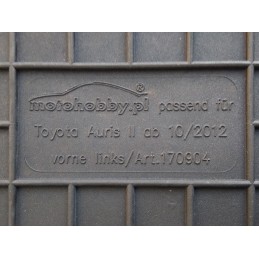 ®
motohobby.pl passend für
Toyota Auris II ab 10/2012
vorne links/Art.170904